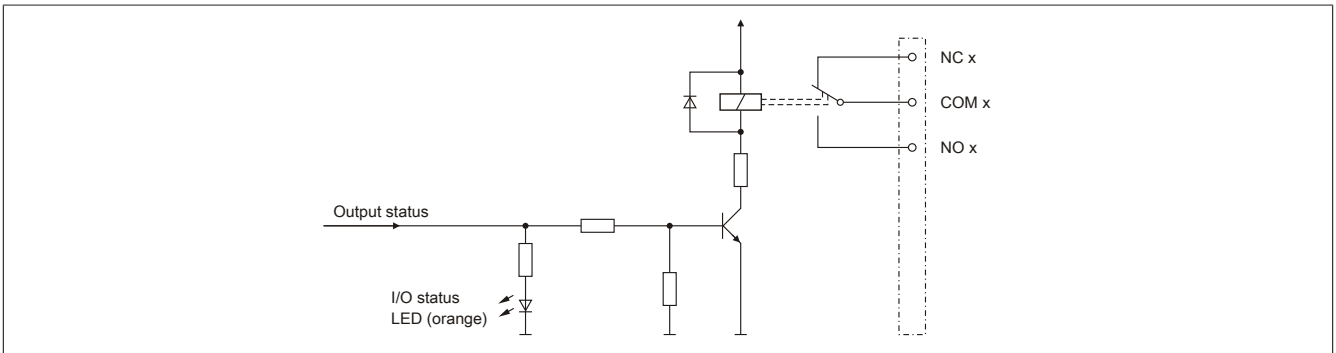 NC x
COM x
NO x
Output status
I/O status
LED (orange)